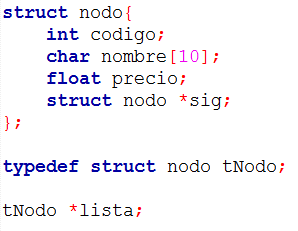 struct nodo{
    int codigo;
    char nombre[10];
    float precio;
    struct nodo *sig;
};

typedef struct nodo tNodo;

tNodo *lista;